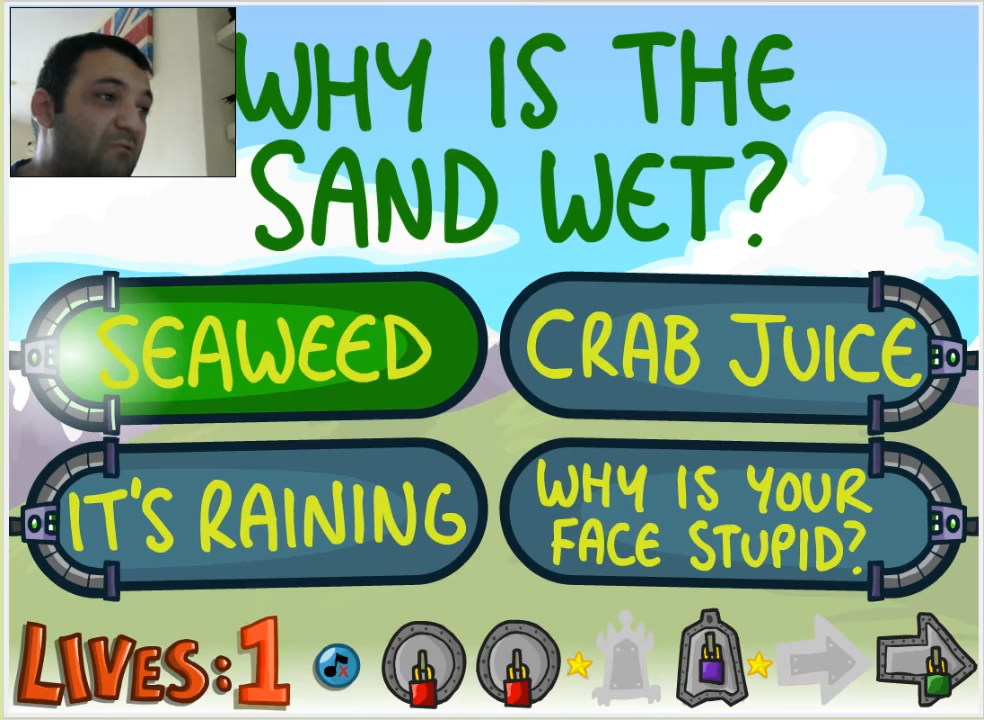 WHY IS THE
SAND WET?
SEAWEED
CRAB JUICE
IT'S RAINING
WHY IS YOUR
FACE STUPID?
LIVES:1